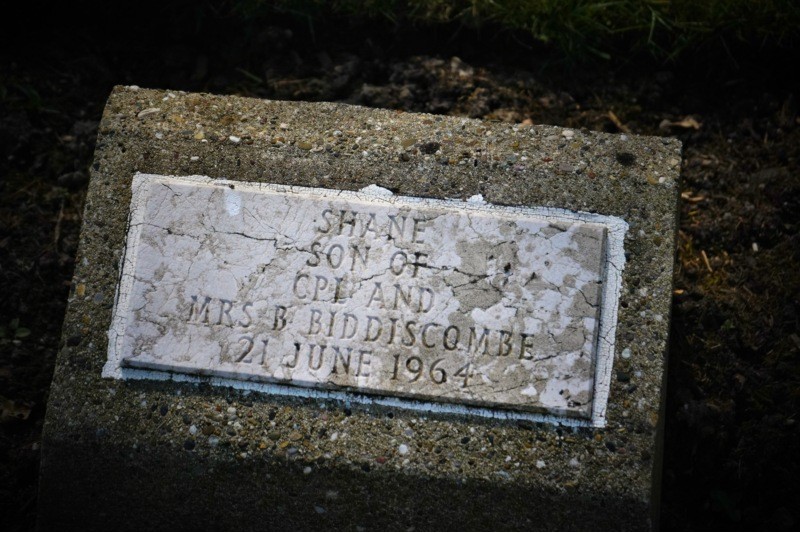 SHANE
SON OF
CPL AND
MRS B BIDDISCOMBE
21 JUNE 1964